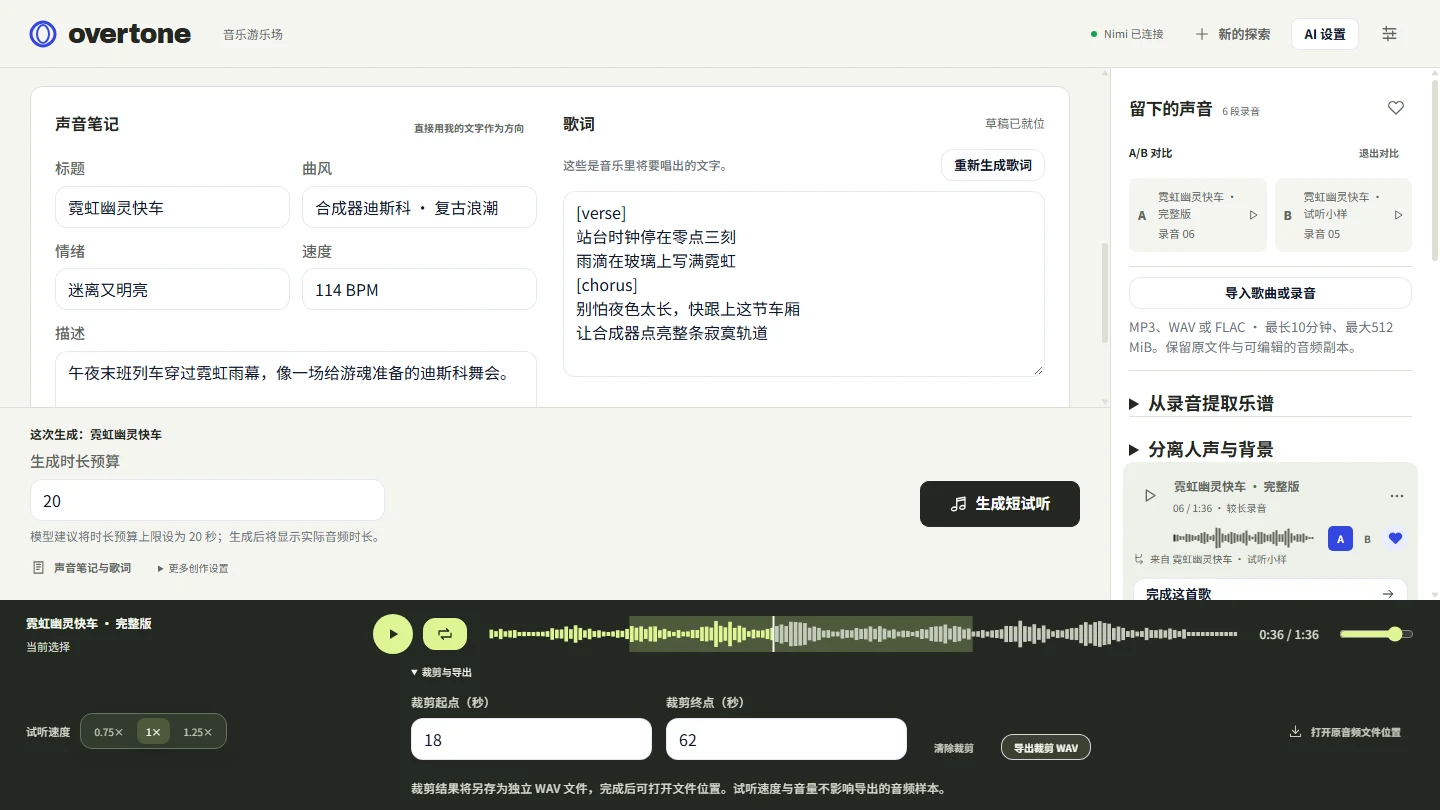 overtone
音乐游乐场
Nimi 已连接
新的探索
AI 设置
声音笔记
直接用我的文字作为方向
标题
曲风
霓虹幽灵快车
合成器迪斯科 · 复古浪潮
情绪
速度
迷离又明亮
114 BPM
描述
午夜末班列车穿过霓虹雨幕，像一场给游魂准备的迪斯科舞会。
歌词
草稿已就位
这些是音乐里将要唱出的文字。
重新生成歌词
[verse]
站台时钟停在零点三刻
雨滴在玻璃上写满霓虹
[chorus]
别怕夜色太长，快跟上这节车厢
让合成器点亮整条寂寞轨道
这次生成：霓虹幽灵快车
生成时长预算
20
模型建议将时长预算上限设为 20 秒；生成后将显示实际音频时长。
声音笔记与歌词
更多创作设置
生成短试听
留下的声音
6 段录音
A/B 对比
退出对比
A
霓虹幽灵快车 ·
完整版
录音 06
B
霓虹幽灵快车 ·
试听小样
录音 05
导入歌曲或录音
MP3、WAV 或 FLAC · 最长10分钟、最大512
MiB。保留原文件与可编辑的音频副本。
从录音提取乐谱
分离人声与背景
霓虹幽灵快车 · 完整版
06 / 1:36 · 较长录音
A
B
来自 霓虹幽灵快车 · 试听小样
完成这首歌
霓虹幽灵快车 · 完整版
当前选择
0:36 / 1:36
裁剪与导出
裁剪起点（秒）
裁剪终点（秒）
试听速度
0.75×
1×
1.25×
18
62
清除裁剪
导出裁剪 WAV
打开原音频文件位置
裁剪结果将另存为独立 WAV 文件，完成后可打开文件位置。试听速度与音量不影响导出的音频样本。